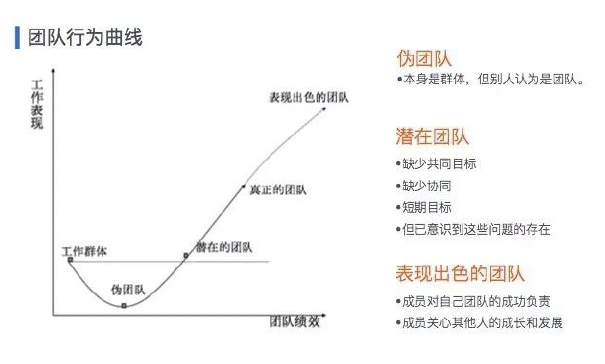 团队行为曲线
工作表现
表现出色的团队
真正的团队
潜在的团队
工作群体
伪团队
团队绩效
伪团队
•本身是群体，但别人认为是团队。
潜在团队
•缺少共同目标
•缺少协同
•短期目标
•但已意识到这些问题的存在
表现出色的团队
•成员对自己团队的成功负责
•成员关心其他人的成长和发展